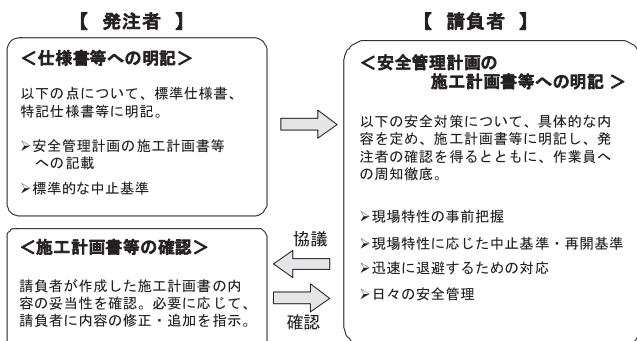 【 発注者 】
＜仕様書等への明記＞
以下の点について、標準仕様書、
特記仕様書等に明記。
➢安全管理計画の施工計画書等
への記載
➢標準的な中止基準
＜施工計画書等の確認＞
請負者が作成した施工計画書の内
容の妥当性を確認。必要に応じて、
請負者に内容の修正・追加を指示。
協議
確認
【 請負者 】
＜安全管理計画の
施工計画書等への明記 ＞
以下の安全対策について、具体的な内
容を定め、施工計画書等に明記し、発
注者の確認を得るとともに、作業員へ
の周知徹底。
➢現場特性の事前把握
➢現場特性に応じた中止基準・再開基準
➢迅速に退避するための対応
➢日々の安全管理